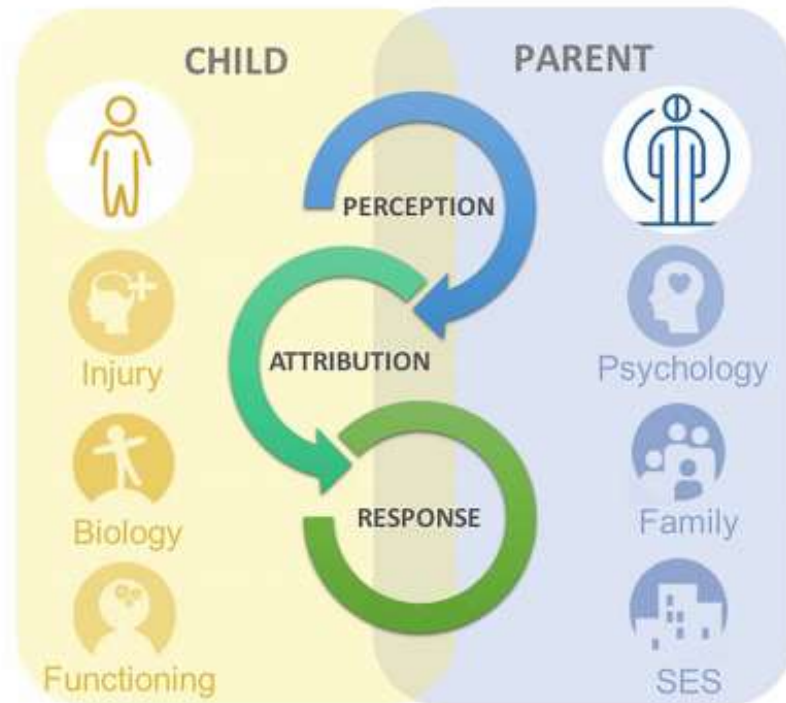 CHILD
PARENT
PERCEPTION
ATTRIBUTION
RESPONSE
Injury
Biology
Functioning
Psychology
Family
SES